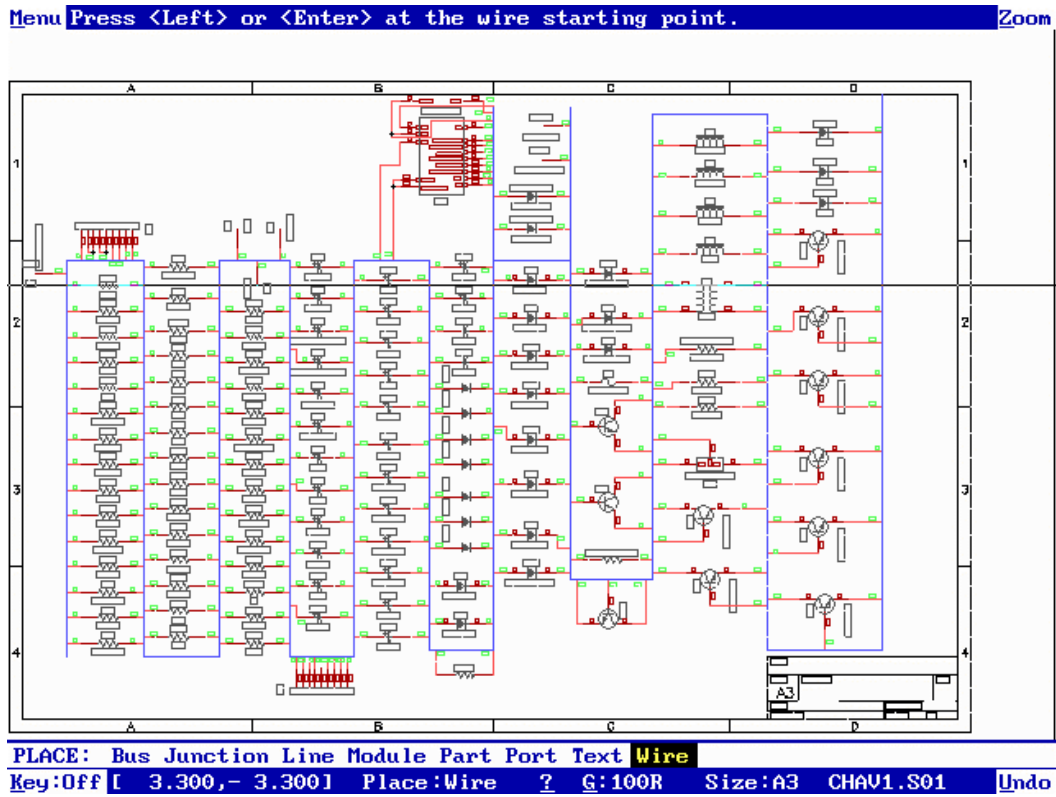 Menu Press <Left> or <Enter> at the wire starting point. Zoom
A B C D
1 1
2 2
3 3
4 4
A3
A B C D
PLACE: Bus Junction Line Module Part Port Text Wire
Key:Off [ 3.300,- 3.300] Place:Wire ? G:100R Size:A3 CHAV1.S01 Undo